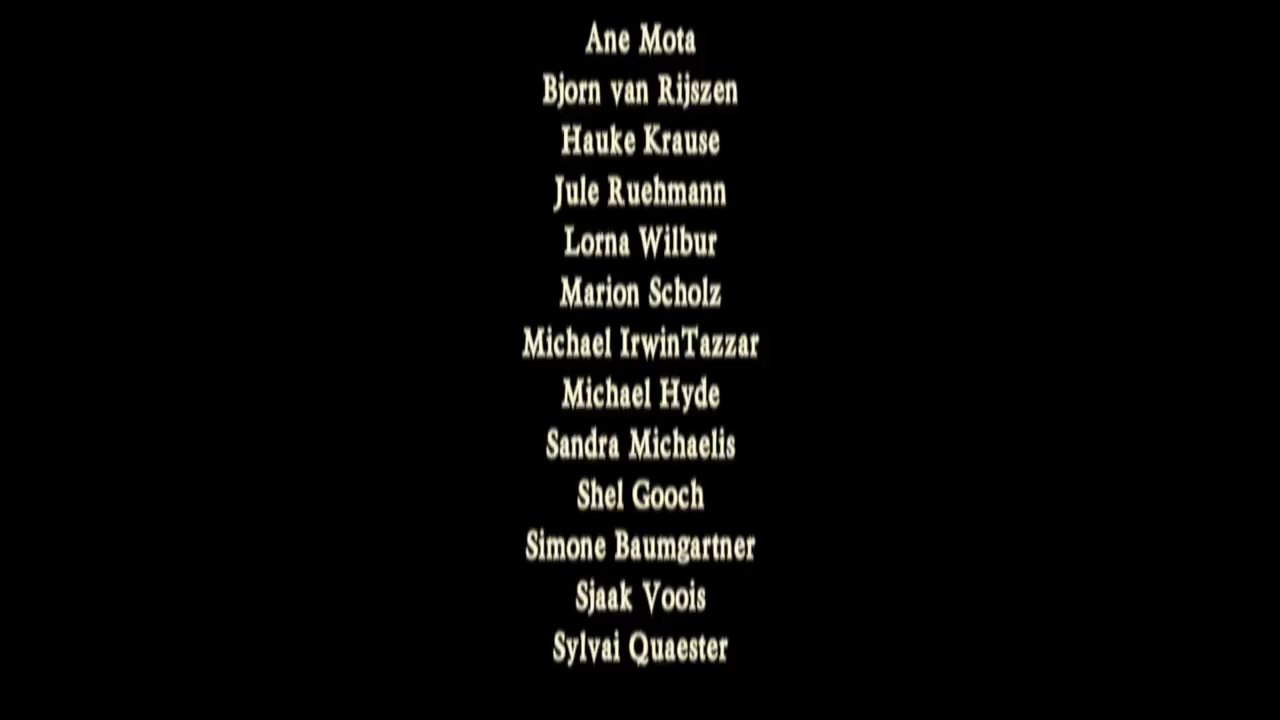 Ane Mota
Bjorn van Rijszen
Hauke Krause
Jule Ruehmann
Lorna Wilbur
Marion Scholz
Michael IrwinTazzar
Michael Hyde
Sandra Michaelis
Shel Gooch
Simone Baumgartner
Sjaak Voois
Sylvai Quaester